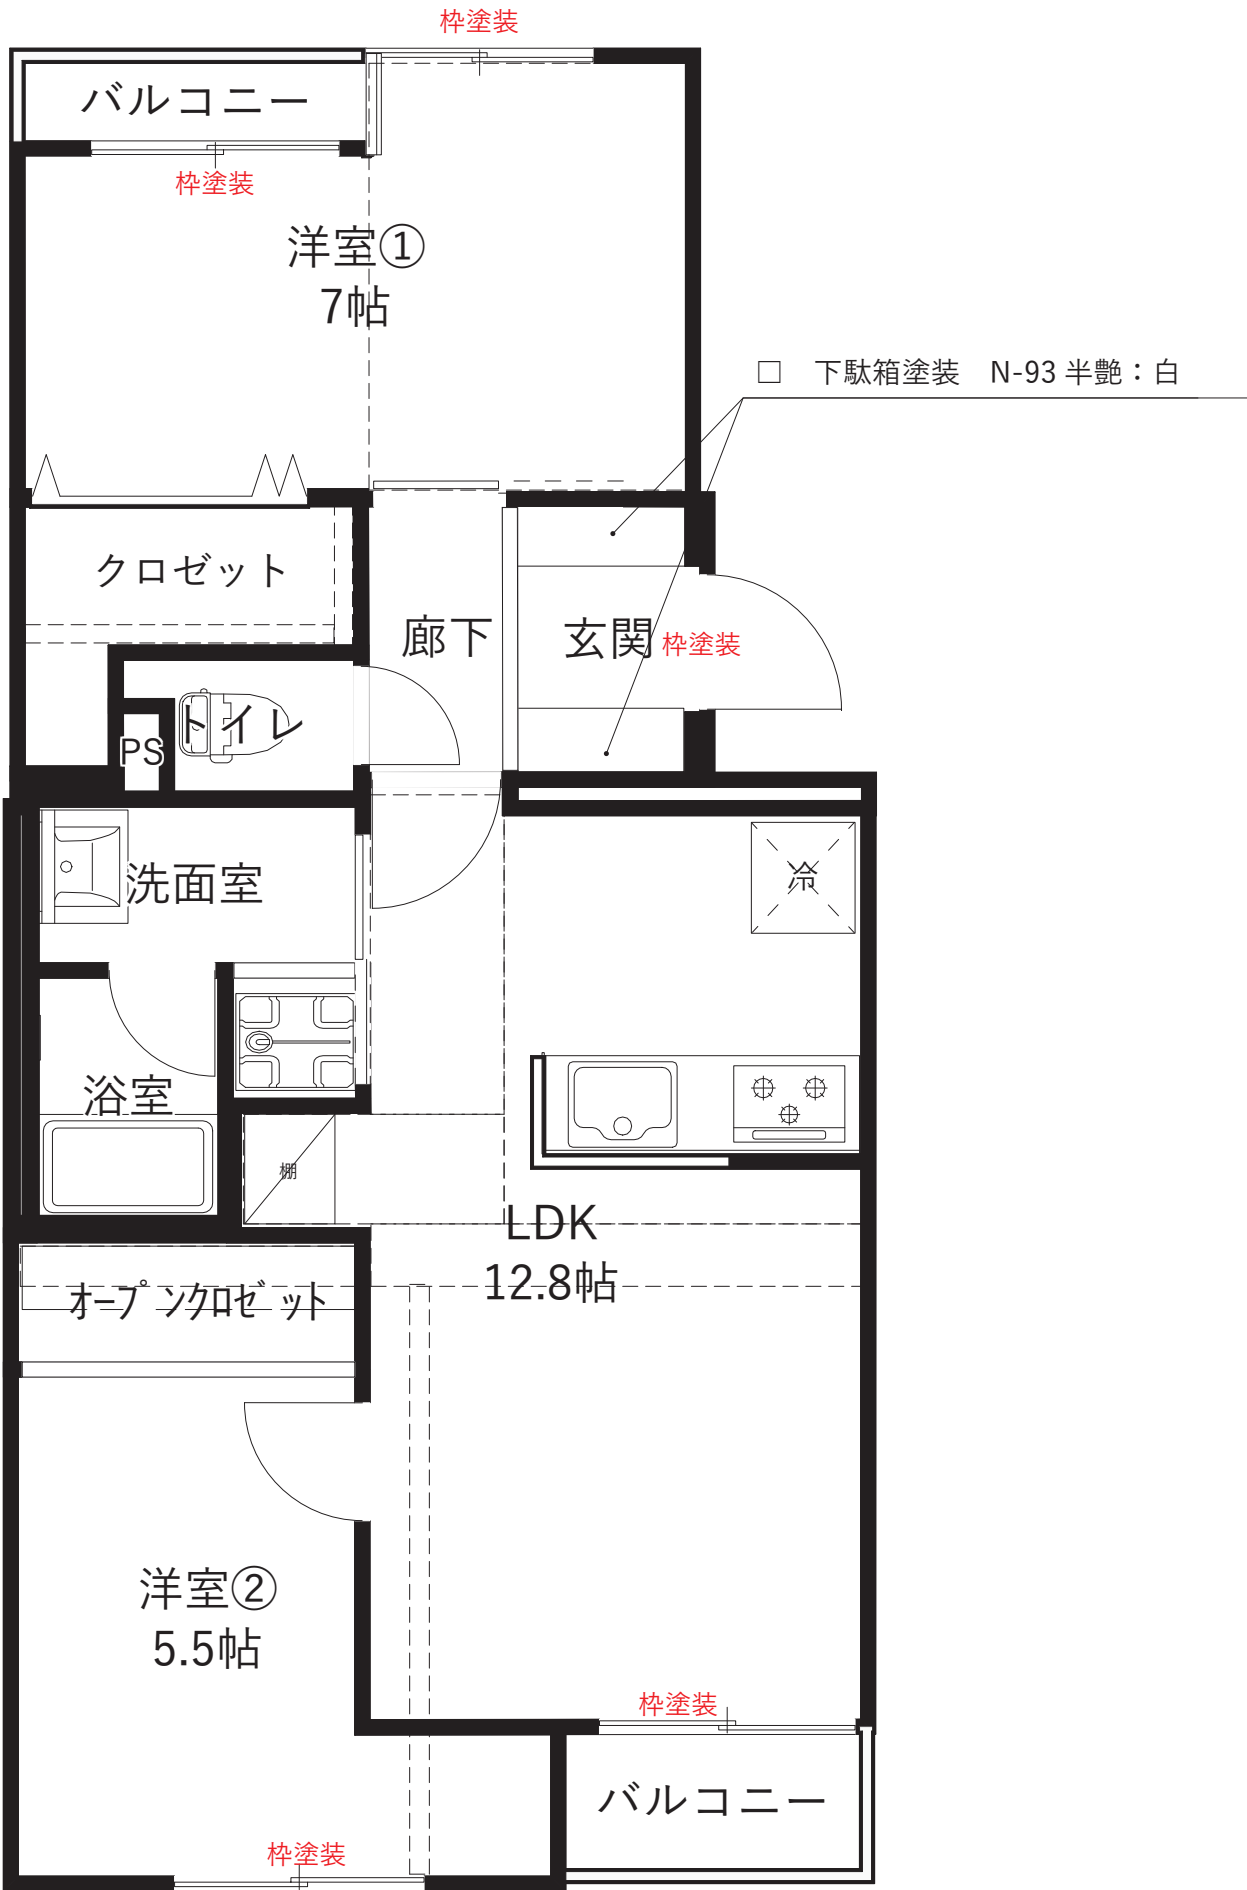 枠塗装
バルコニー
枠塗装
洋室①
7帖
□ 下駄箱塗装 N-93 半艶：白
クロゼット
廊下
玄関
枠塗装
トイレ
PS
洗面室
冷
浴室
棚
LDK
12.8帖
オープンクロゼット
洋室②
5.5帖
枠塗装
バルコニー
枠塗装